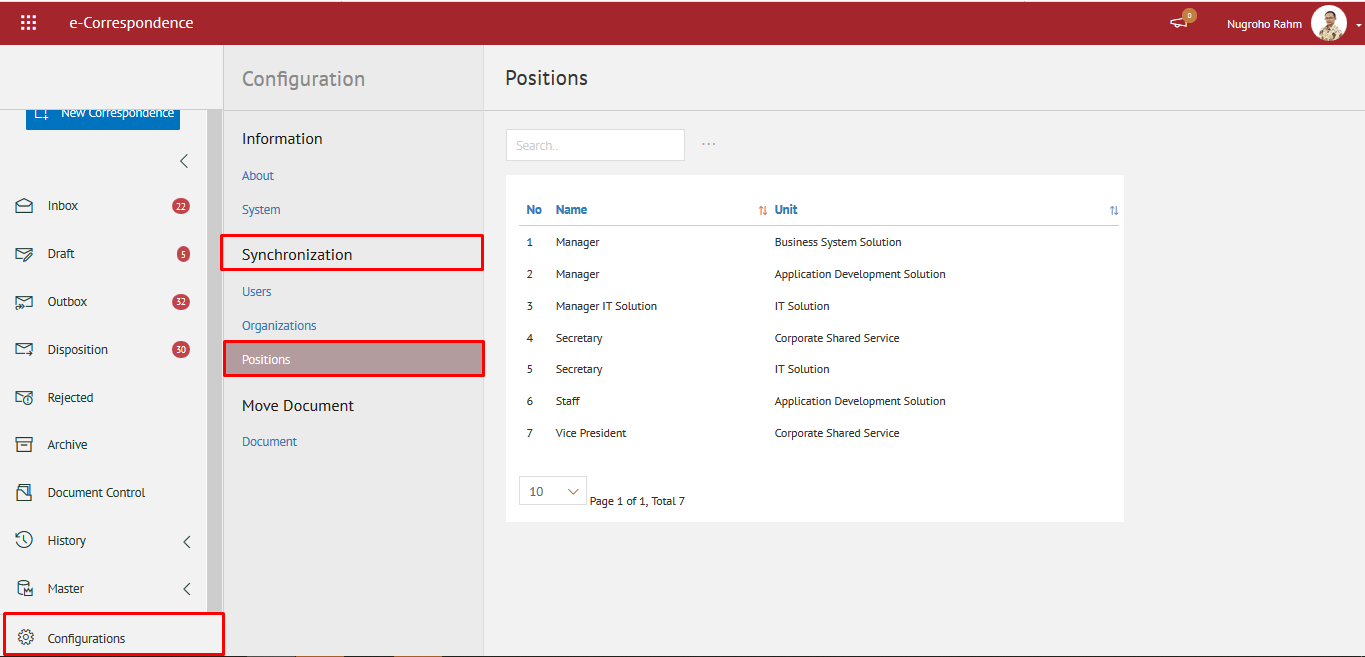 e-Correspondence
0
Nugroho Rahm
New Correspondence
Inbox 22
Draft 5
Outbox 32
Disposition 30
Rejected
Archive
Document Control
History
Master
Configurations
Configuration
Information
About
System
Synchronization
Users
Organizations
Positions
Move Document
Document
Positions
Search..
...
No Name Unit
1 Manager Business System Solution
2 Manager Application Development Solution
3 Manager IT Solution IT Solution
4 Secretary Corporate Shared Service
5 Secretary IT Solution
6 Staff Application Development Solution
7 Vice President Corporate Shared Service
10 Page 1 of 1, Total 7